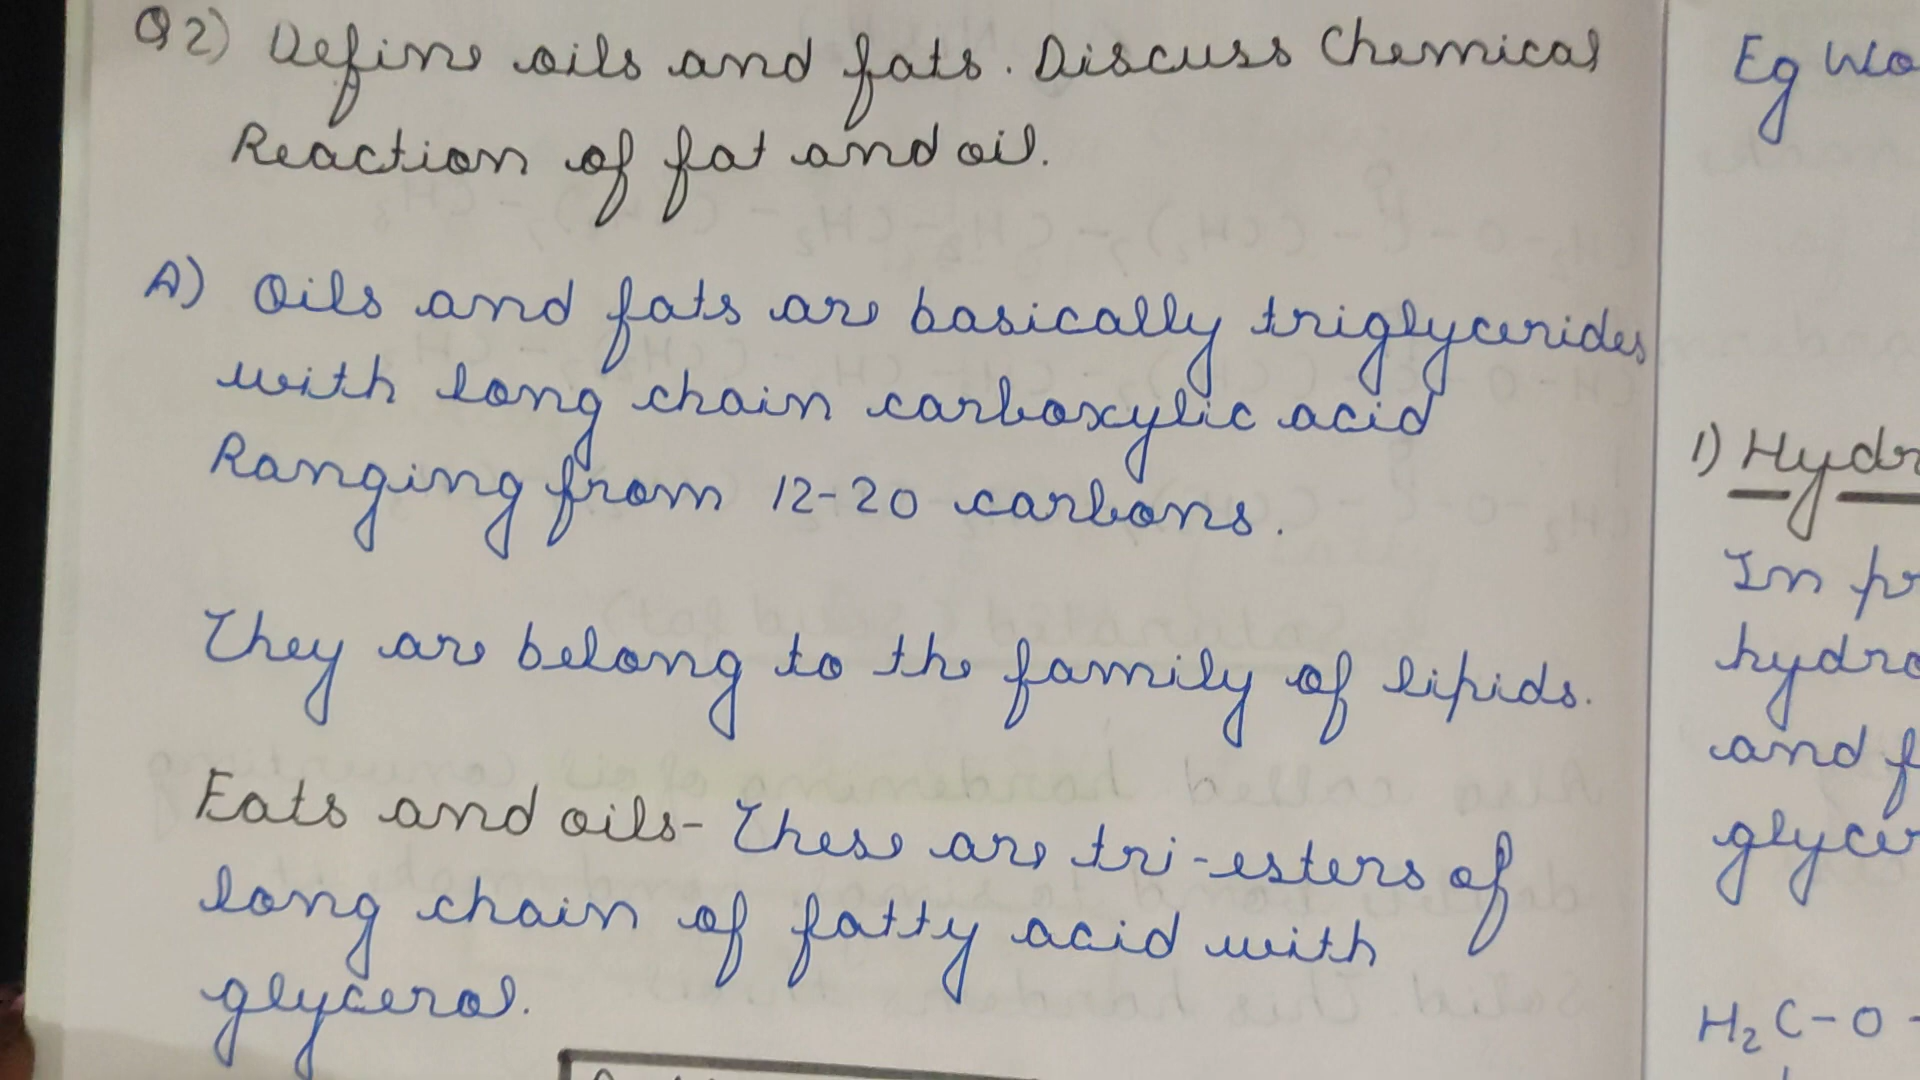 Q2) Define oils and fats. Discuss Chemical
Reaction of fat and oil.
A) Oils and fats are basically triglycerides
with long chain carboxylic acid
Ranging from 12-20 carbons.
They are belong to the family of lipids.
Fats and oils- These are tri-esters of
long chain of fatty acid with
glycerol.
Eg
1) Hydr
In pr
hydro
and f
glycer
H₂C-O-